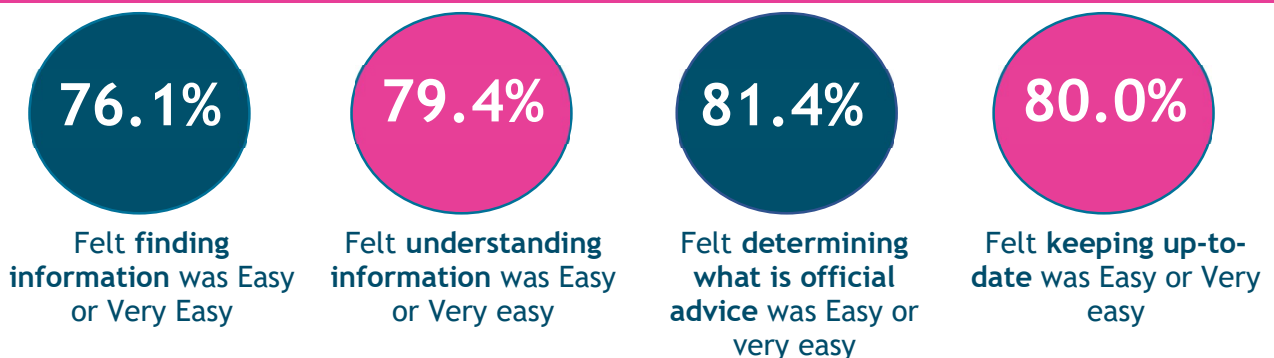 76.1%
Felt finding
information was Easy
or Very Easy
79.4%
Felt understanding
information was Easy
or Very easy
81.4%
Felt determining
what is official
advice was Easy or
very easy
80.0%
Felt keeping up-to-
date was Easy or Very
easy